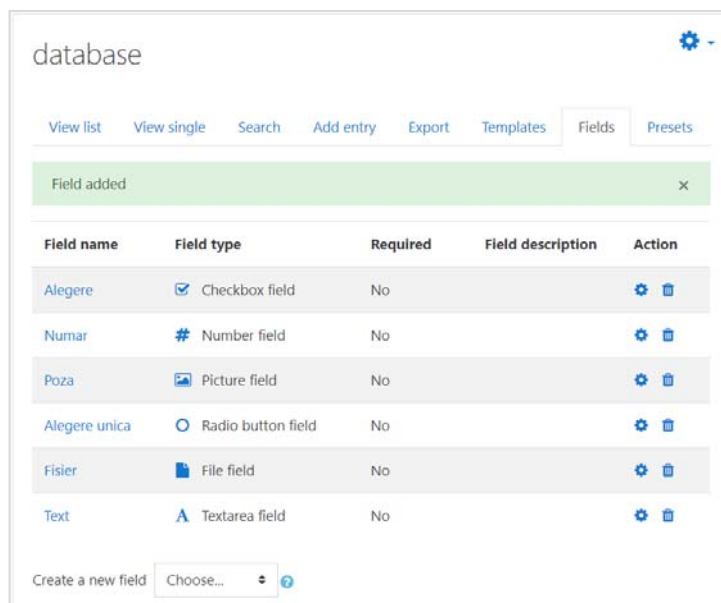 database
View list View single Search Add entry Export Templates Fields Presets
Field added ×
Field name Field type Required Field description Action
Alegere Checkbox field No
Numar # Number field No
Poza Picture field No
Alegere unica Radio button field No
Fisier File field No
Text A Textarea field No
Create a new field Choose... ?